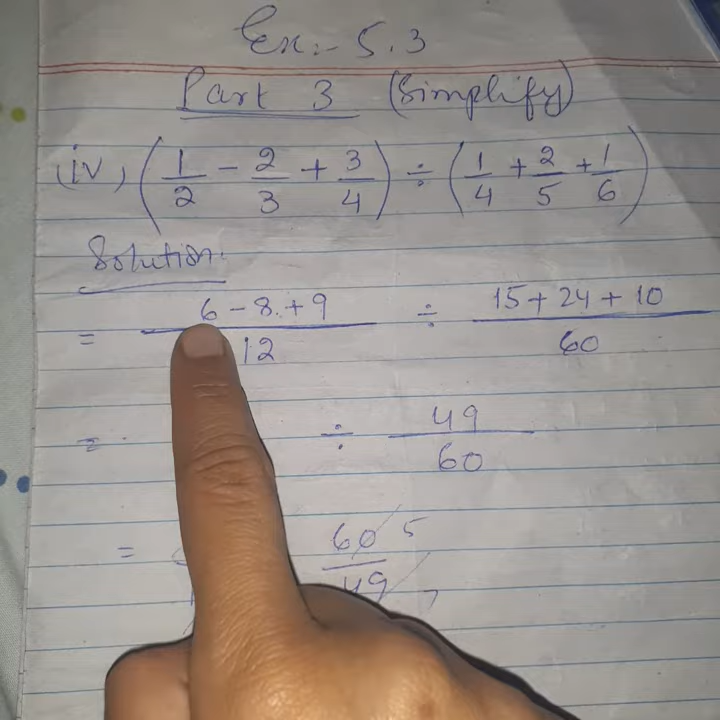 Ex:- 5.3
Part 3 (Simplify)
(iv) (1/2 - 2/3 + 3/4) ÷ (1/4 + 2/5 + 1/6)
Solution:
= 6 - 8 + 9 / 12 ÷ 15 + 24 + 10 / 60
= ÷ 49/60
= 60 5 / 49 7